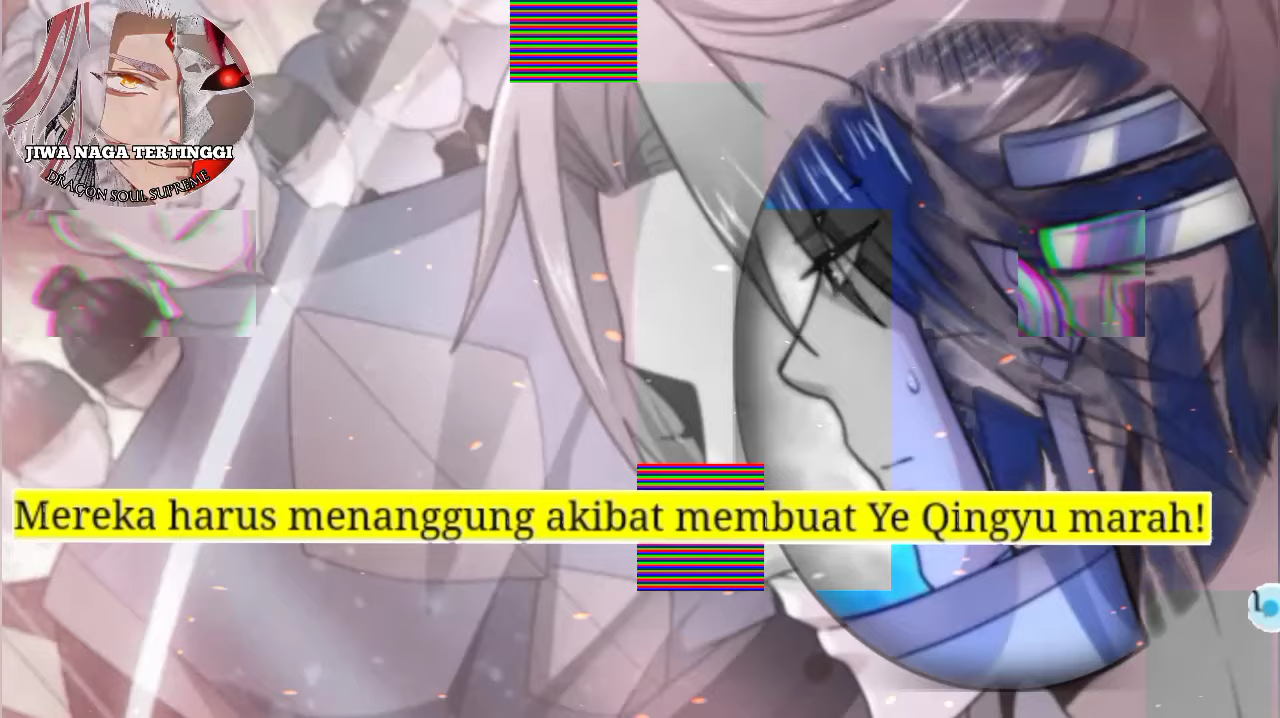 JIWA NAGA TERTINGGI
DRAGON SOUL SUPREME
Mereka harus menanggung akibat membuat Ye Qingyu marah!